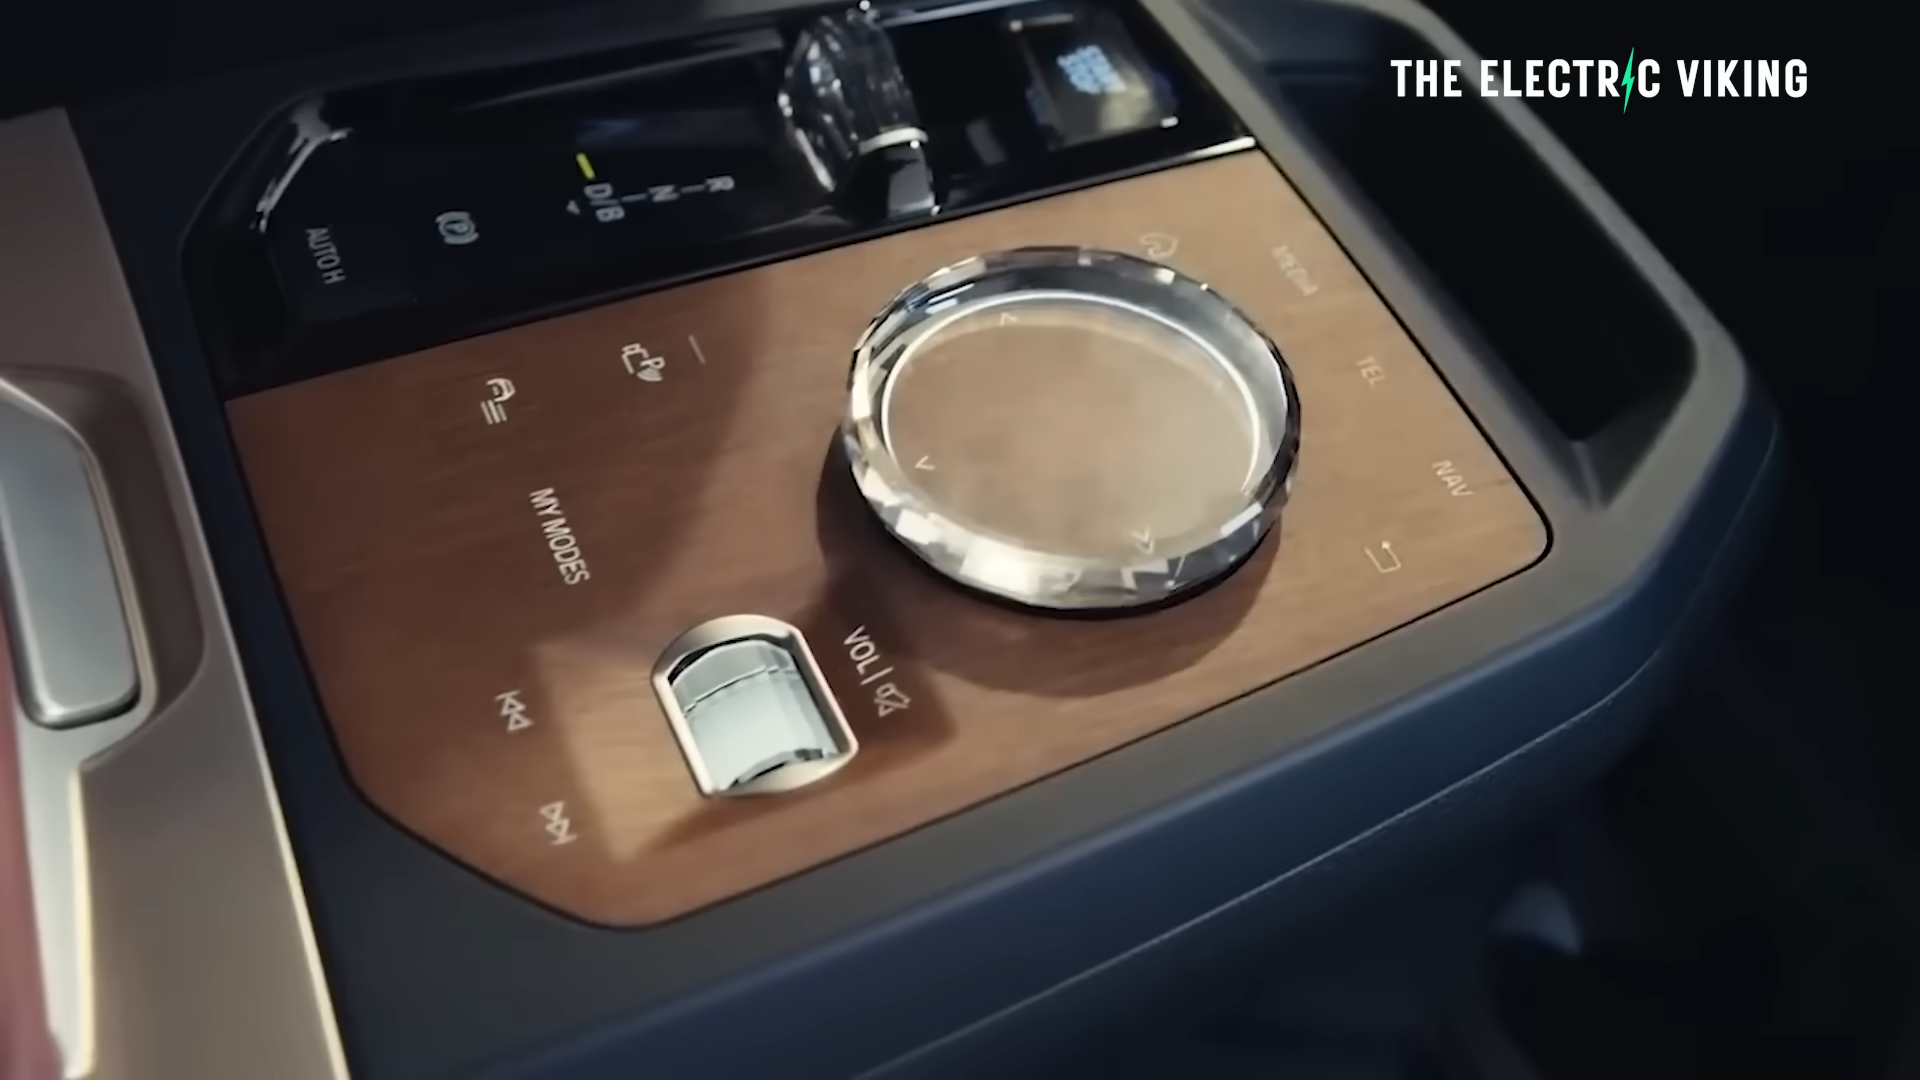 THE ELECTRIC VIKING
R
N
D/B
P
AUTO H
MEDIA
TEL
NAV
P
MY MODES
VOL